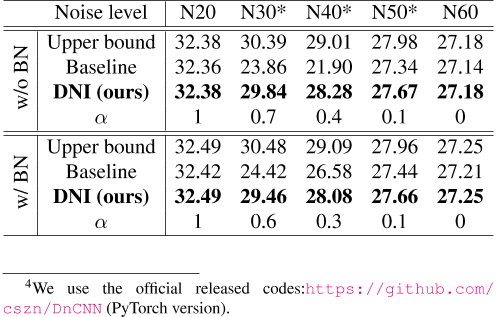 Noise level N20 N30* N40* N50* N60
w/o BN
Upper bound 32.38 30.39 29.01 27.98 27.18
Baseline 32.36 23.86 21.90 27.34 27.14
DNI (ours) 32.38 29.84 28.28 27.67 27.18
α 1 0.7 0.4 0.1 0
w/ BN
Upper bound 32.49 30.48 29.09 27.96 27.25
Baseline 32.42 24.42 26.58 27.44 27.21
DNI (ours) 32.49 29.46 28.08 27.66 27.25
α 1 0.6 0.3 0.1 0
4We use the official released codes:https://github.com/
cszn/DnCNN (PyTorch version).